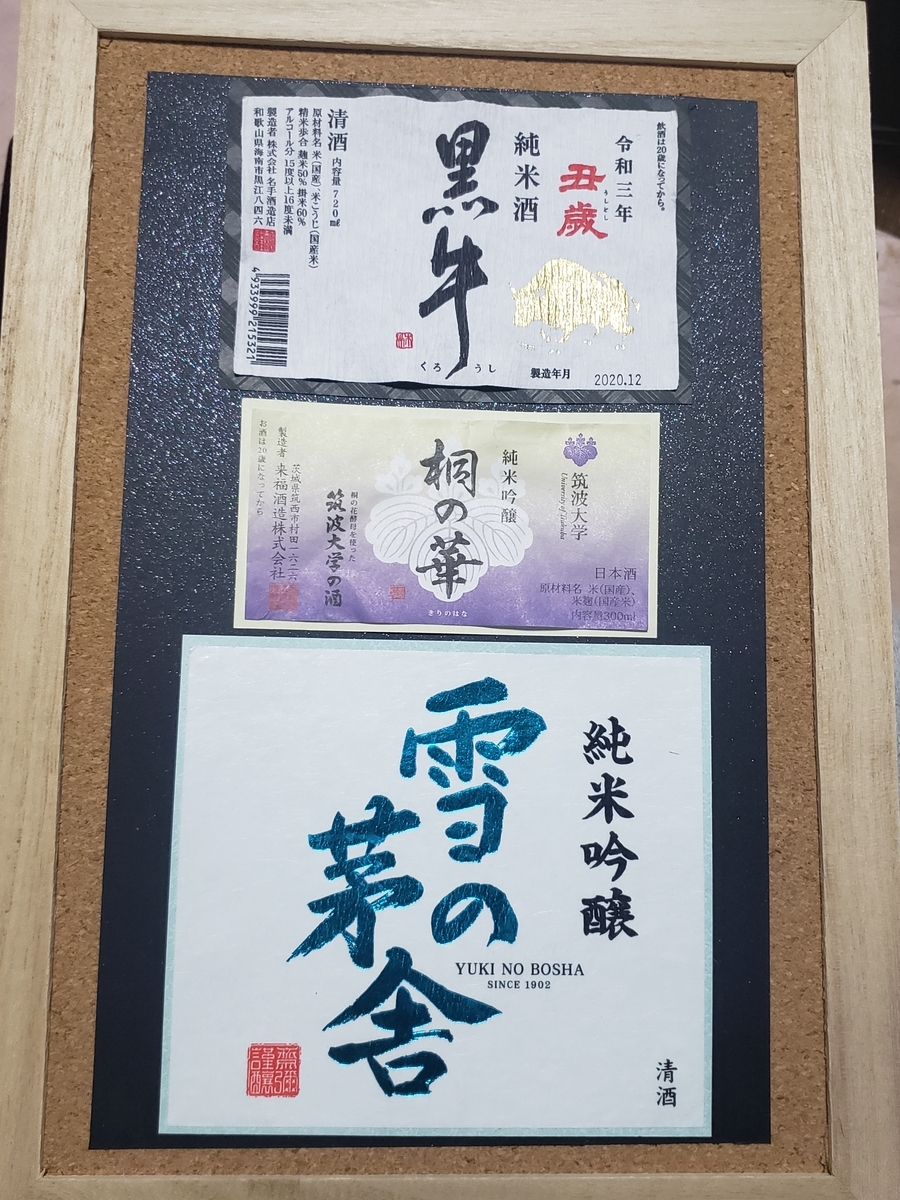 飲酒は20歳になってから。
令和三年
丑歳
うしどし
純米酒
黒牛
くろうし
製造年月
2020.12
清酒 内容量 720ml
原材料名 米(国産)、米こうじ(国産米)
精米歩合 麹米50% 掛米60%
アルコール分 15度以上16度未満
製造者 株式会社 名手酒造店
和歌山県海南市黒江八四六
4933999215321
筑波大学
University of Tsukuba
純米吟醸
桐の華
きりのはな
桐の花酵母を使った
筑波大学の酒
茨城県筑西市村田一六二六
製造者 来福酒造株式会社
お酒は20歳になってから
日本酒
原材料名 米(国産)、
米麹(国産米)
内容量300ml
純米吟醸
雪の
茅舎
YUKI NO BOSHA
SINCE 1902
清酒
齋彌
謹醸